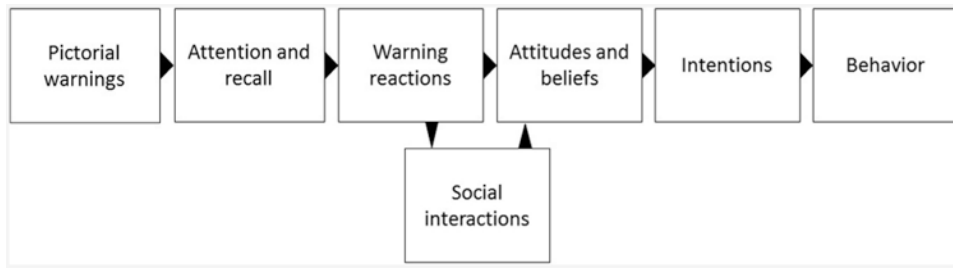 Pictorial
warnings
Attention and
recall
Warning
reactions
Attitudes and
beliefs
Intentions
Behavior
Social
interactions